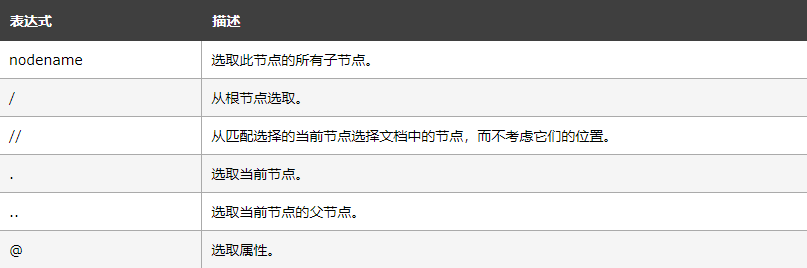 表达式 描述
nodename 选取此节点的所有子节点。
/ 从根节点选取。
// 从匹配选择的当前节点选择文档中的节点，而不考虑它们的位置。
. 选取当前节点。
.. 选取当前节点的父节点。
@ 选取属性。